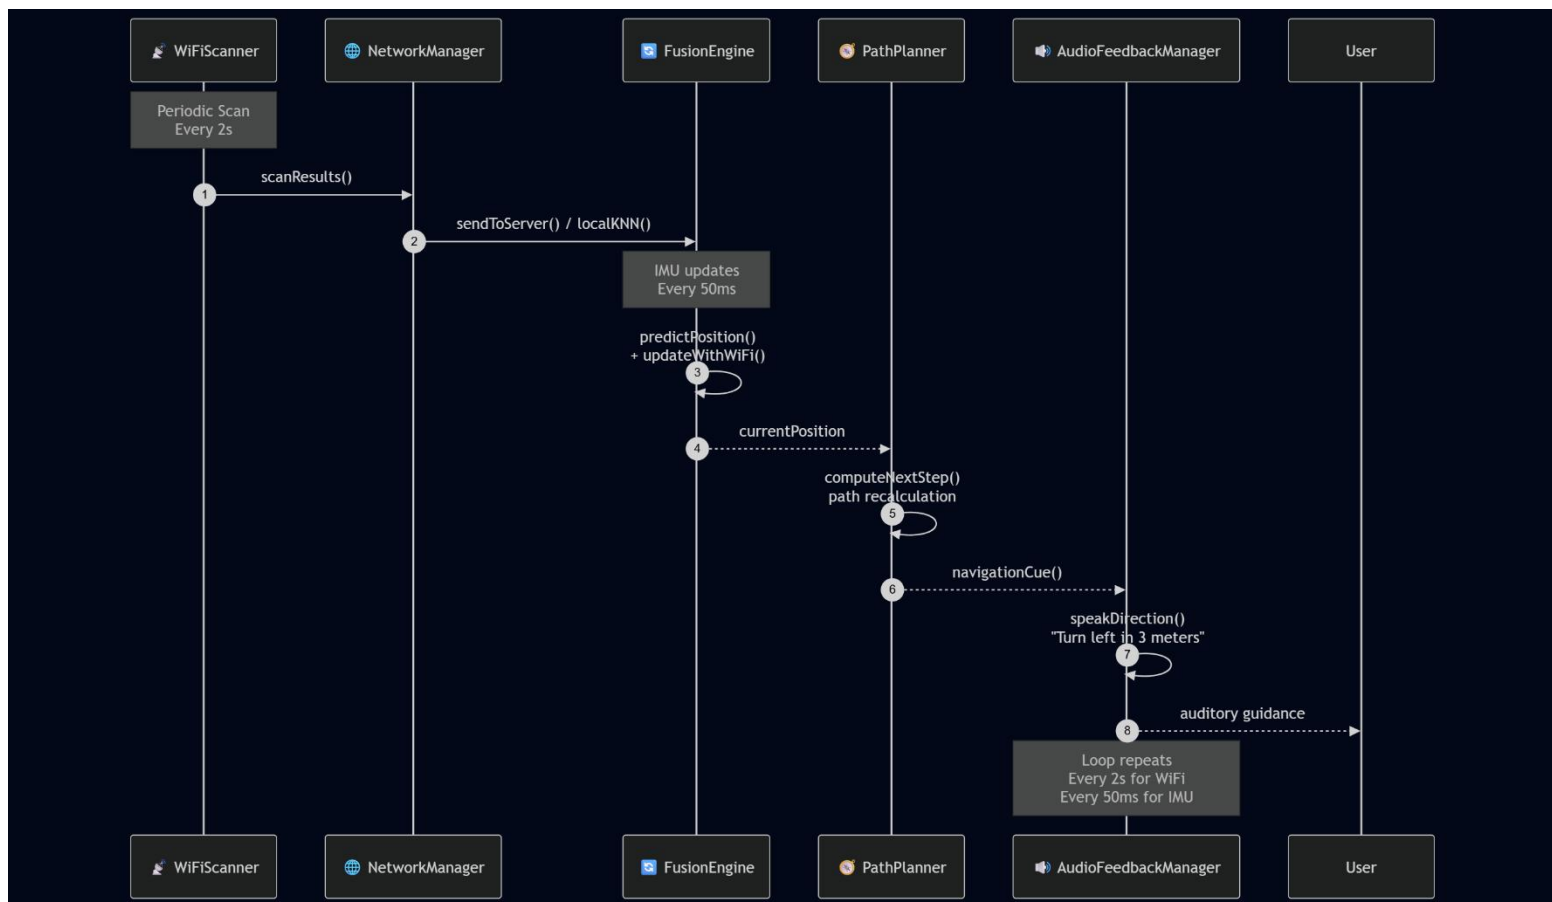 WiFiScanner
NetworkManager
FusionEngine
PathPlanner
AudioFeedbackManager
User
Periodic Scan
Every 2s
scanResults()
1
sendToServer() / localKNN()
2
IMU updates
Every 50ms
predictPosition()
+ updateWithWiFi()
3
currentPosition
4
computeNextStep()
path recalculation
5
navigationCue()
6
speakDirection()
"Turn left in 3 meters"
7
auditory guidance
8
Loop repeats
Every 2s for WiFi
Every 50ms for IMU
WiFiScanner
NetworkManager
FusionEngine
PathPlanner
AudioFeedbackManager
User